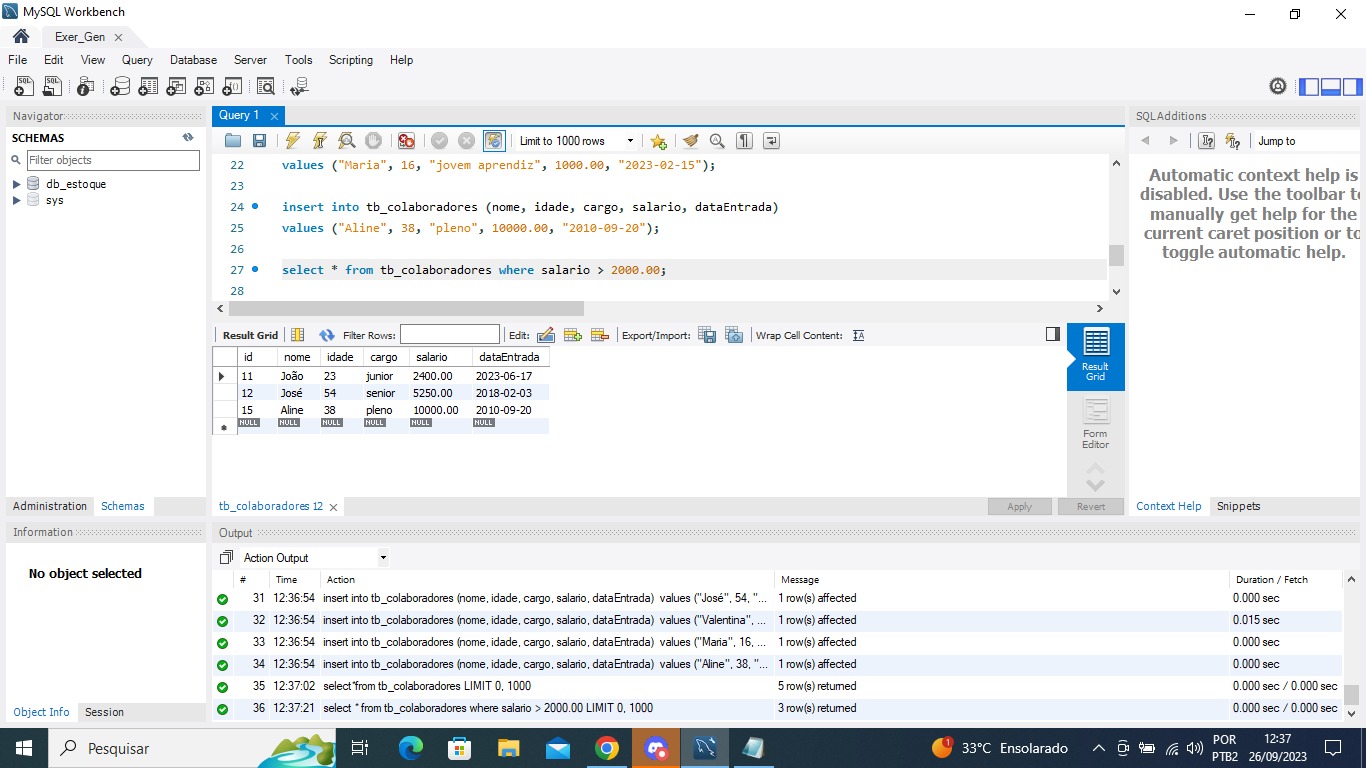 MySQL Workbench
Exer_Gen
File Edit View Query Database Server Tools Scripting Help
Navigator
SCHEMAS
Filter objects
db_estoque
sys
Administration Schemas
Information
No object selected
Object Info Session
Query 1
Limit to 1000 rows
22 values ("Maria", 16, "jovem aprendiz", 1000.00, "2023-02-15");
23
24 insert into tb_colaboradores (nome, idade, cargo, salario, dataEntrada)
25 values ("Aline", 38, "pleno", 10000.00, "2010-09-20");
26
27 select * from tb_colaboradores where salario > 2000.00;
28
Result Grid Filter Rows: Edit: Export/Import: Wrap Cell Content:
id nome idade cargo salario dataEntrada
11 João 23 junior 2400.00 2023-06-17
12 José 54 senior 5250.00 2018-02-03
15 Aline 38 pleno 10000.00 2010-09-20
NULL NULL NULL NULL NULL NULL
Result
Grid
Form
Editor
tb_colaboradores 12
Apply Revert
SQLAdditions
Jump to
Automatic context help is
disabled. Use the toolbar to
manually get help for the
current caret position or to
toggle automatic help.
Context Help Snippets
Output
Action Output
# Time Action Message Duration / Fetch
31 12:36:54 insert into tb_colaboradores (nome, idade, cargo, salario, dataEntrada) values ("José", 54, "... 1 row(s) affected 0.000 sec
32 12:36:54 insert into tb_colaboradores (nome, idade, cargo, salario, dataEntrada) values ("Valentina", ... 1 row(s) affected 0.015 sec
33 12:36:54 insert into tb_colaboradores (nome, idade, cargo, salario, dataEntrada) values ("Maria", 16, ... 1 row(s) affected 0.000 sec
34 12:36:54 insert into tb_colaboradores (nome, idade, cargo, salario, dataEntrada) values ("Aline", 38, "... 1 row(s) affected 0.000 sec
35 12:37:02 select*from tb_colaboradores LIMIT 0, 1000 5 row(s) returned 0.000 sec / 0.000 sec
36 12:37:21 select * from tb_colaboradores where salario > 2000.00 LIMIT 0, 1000 3 row(s) returned 0.000 sec / 0.000 sec
Pesquisar
1
33°C Ensolarado
POR
PTB2
12:37
26/09/2023